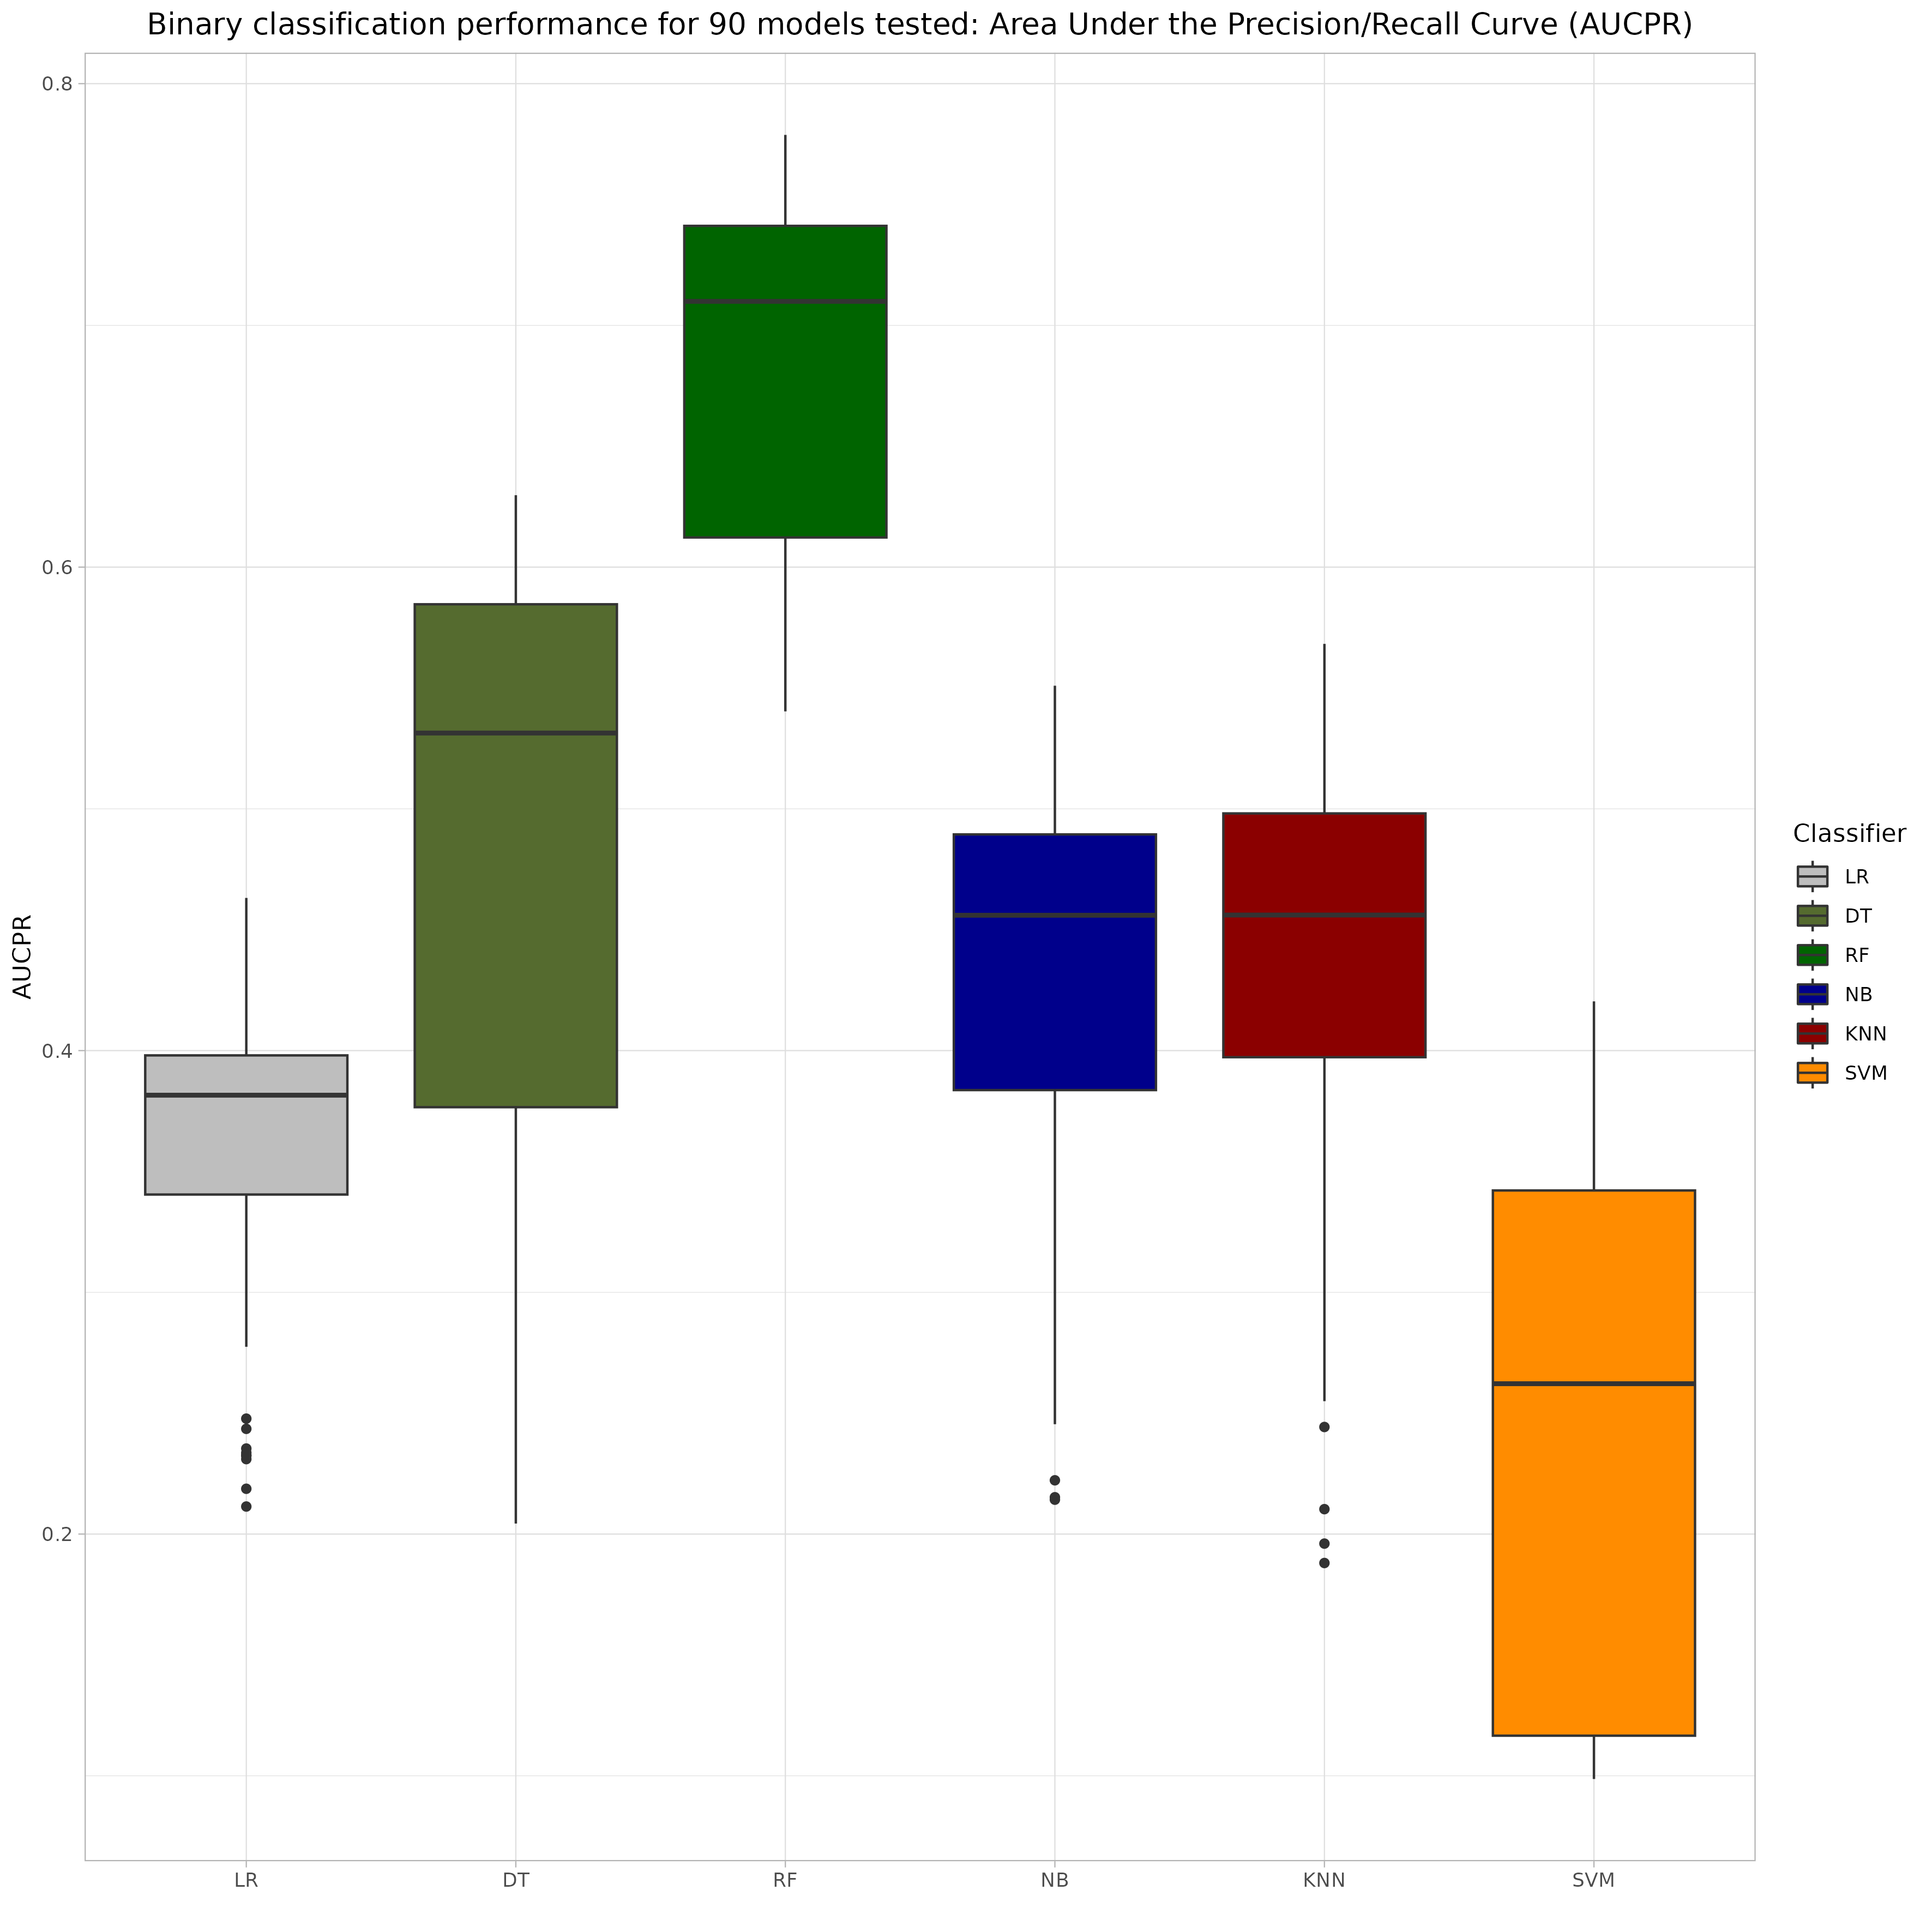 Binary classification performance for 90 models tested: Area Under the Precision/Recall Curve (AUCPR)
0.8
0.6
0.4
0.2
AUCPR
LR
DT
RF
NB
KNN
SVM
Classifier
LR
DT
RF
NB
KNN
SVM